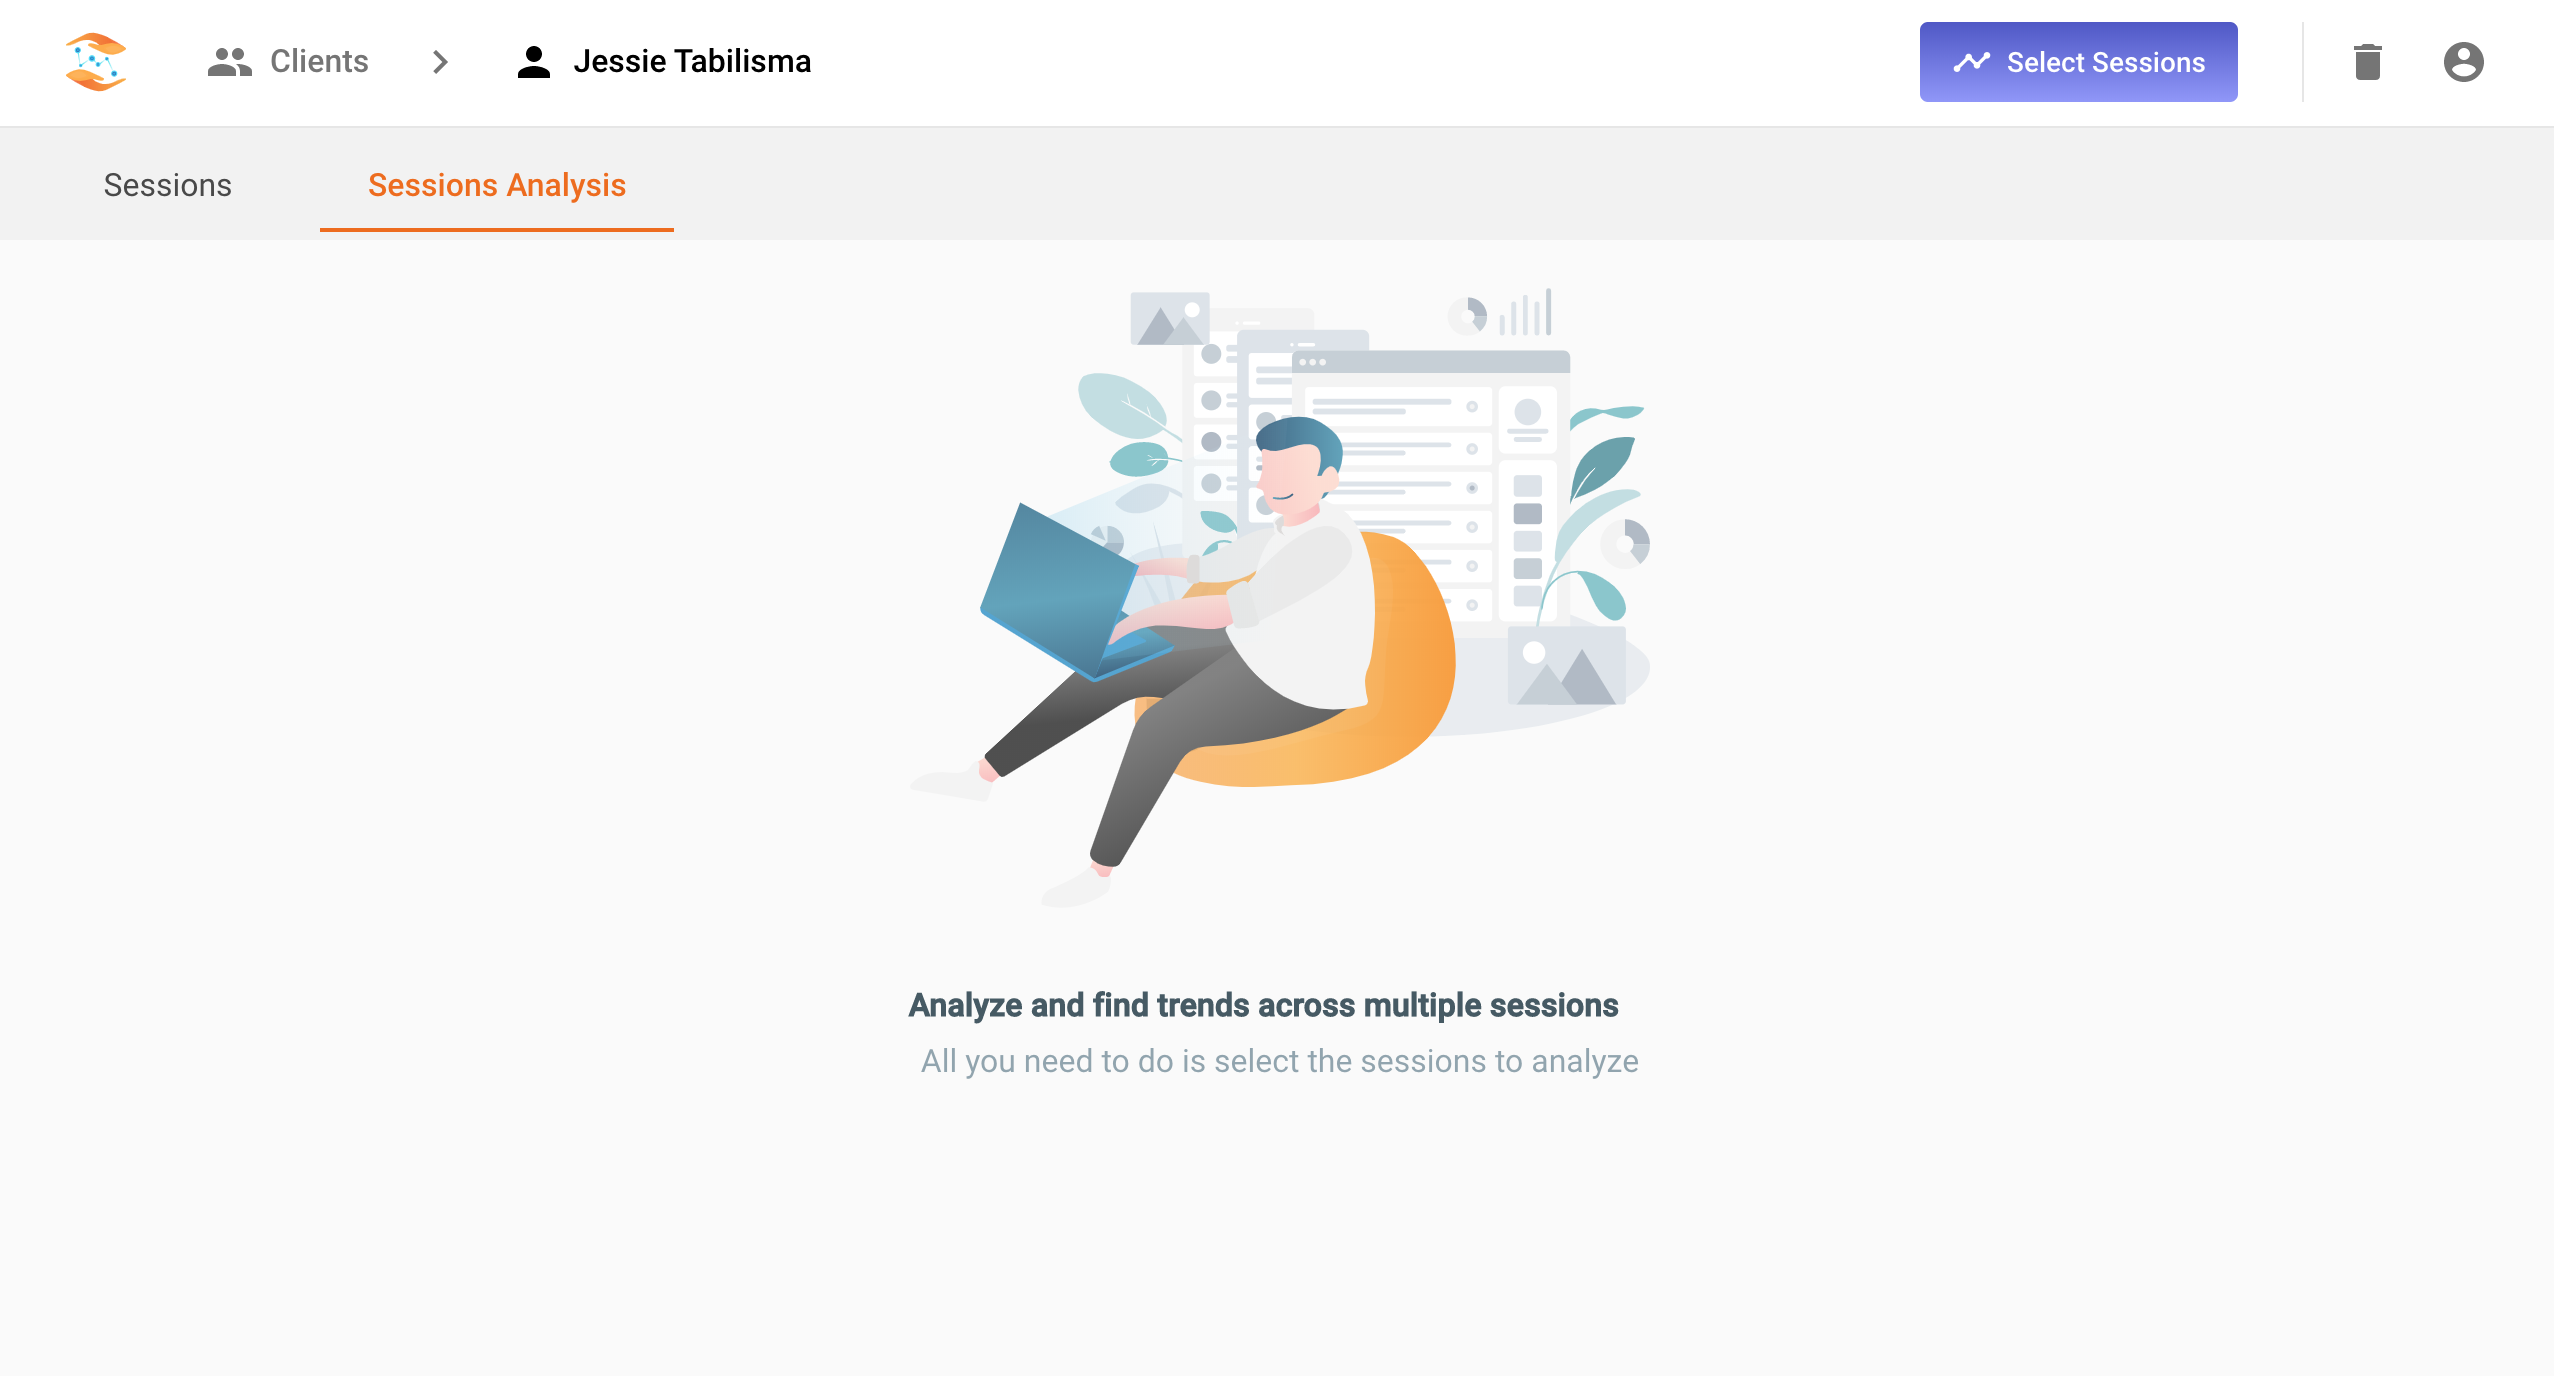 Clients
Jessie Tabilisma
Select Sessions
Sessions
Sessions Analysis
Analyze and find trends across multiple sessions
All you need to do is select the sessions to analyze